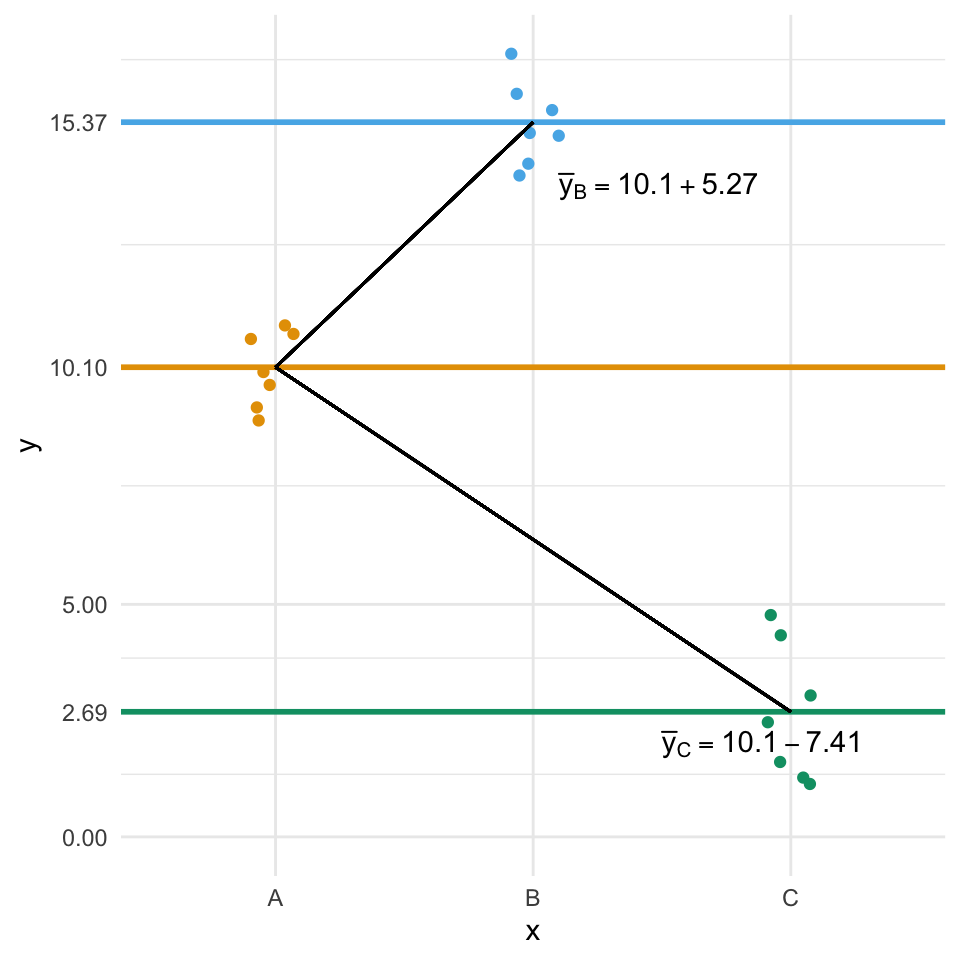 15.37
ȳB = 10.1 + 5.27
10.10
y
5.00
2.69
ȳC = 10.1 − 7.41
0.00
A B C
x